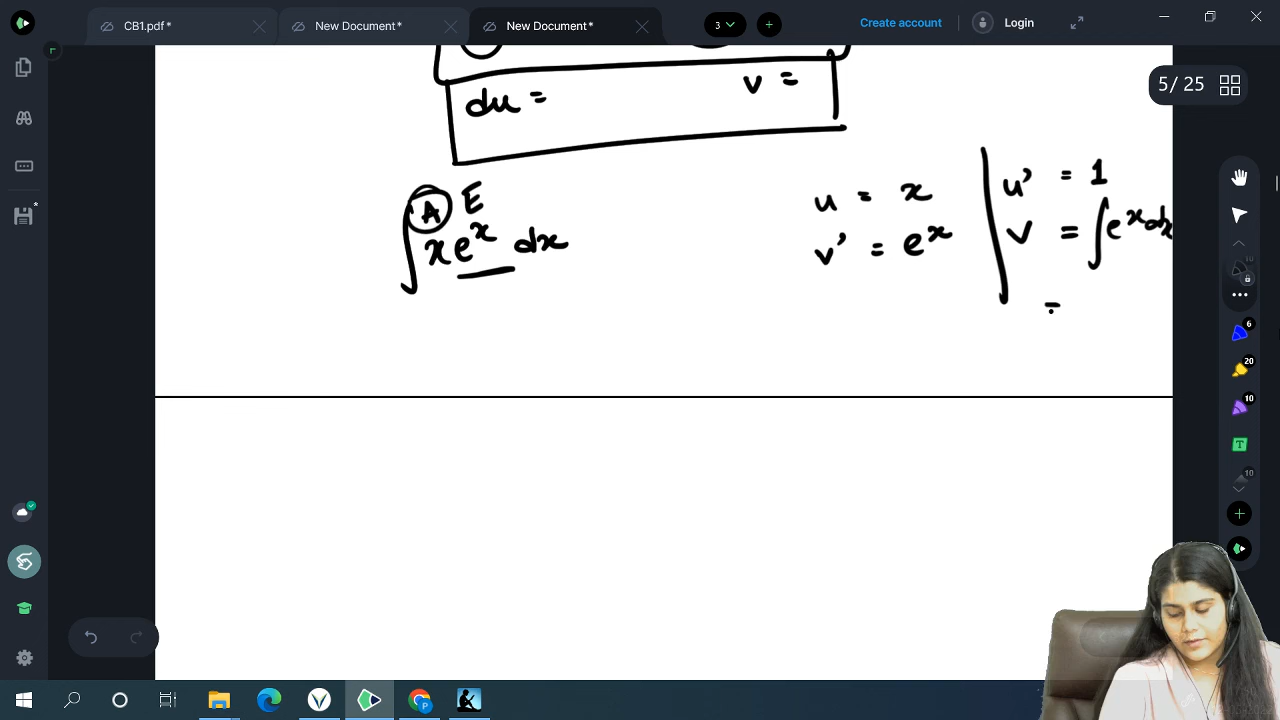 CB1.pdf*
New Document*
New Document*
3
Create account
Login
5/ 25
du =
v =
A E
∫ x e^x dx
u = x
v' = e^x
u' = 1
v = ∫ e^x dx
=
6
20
10
T
10